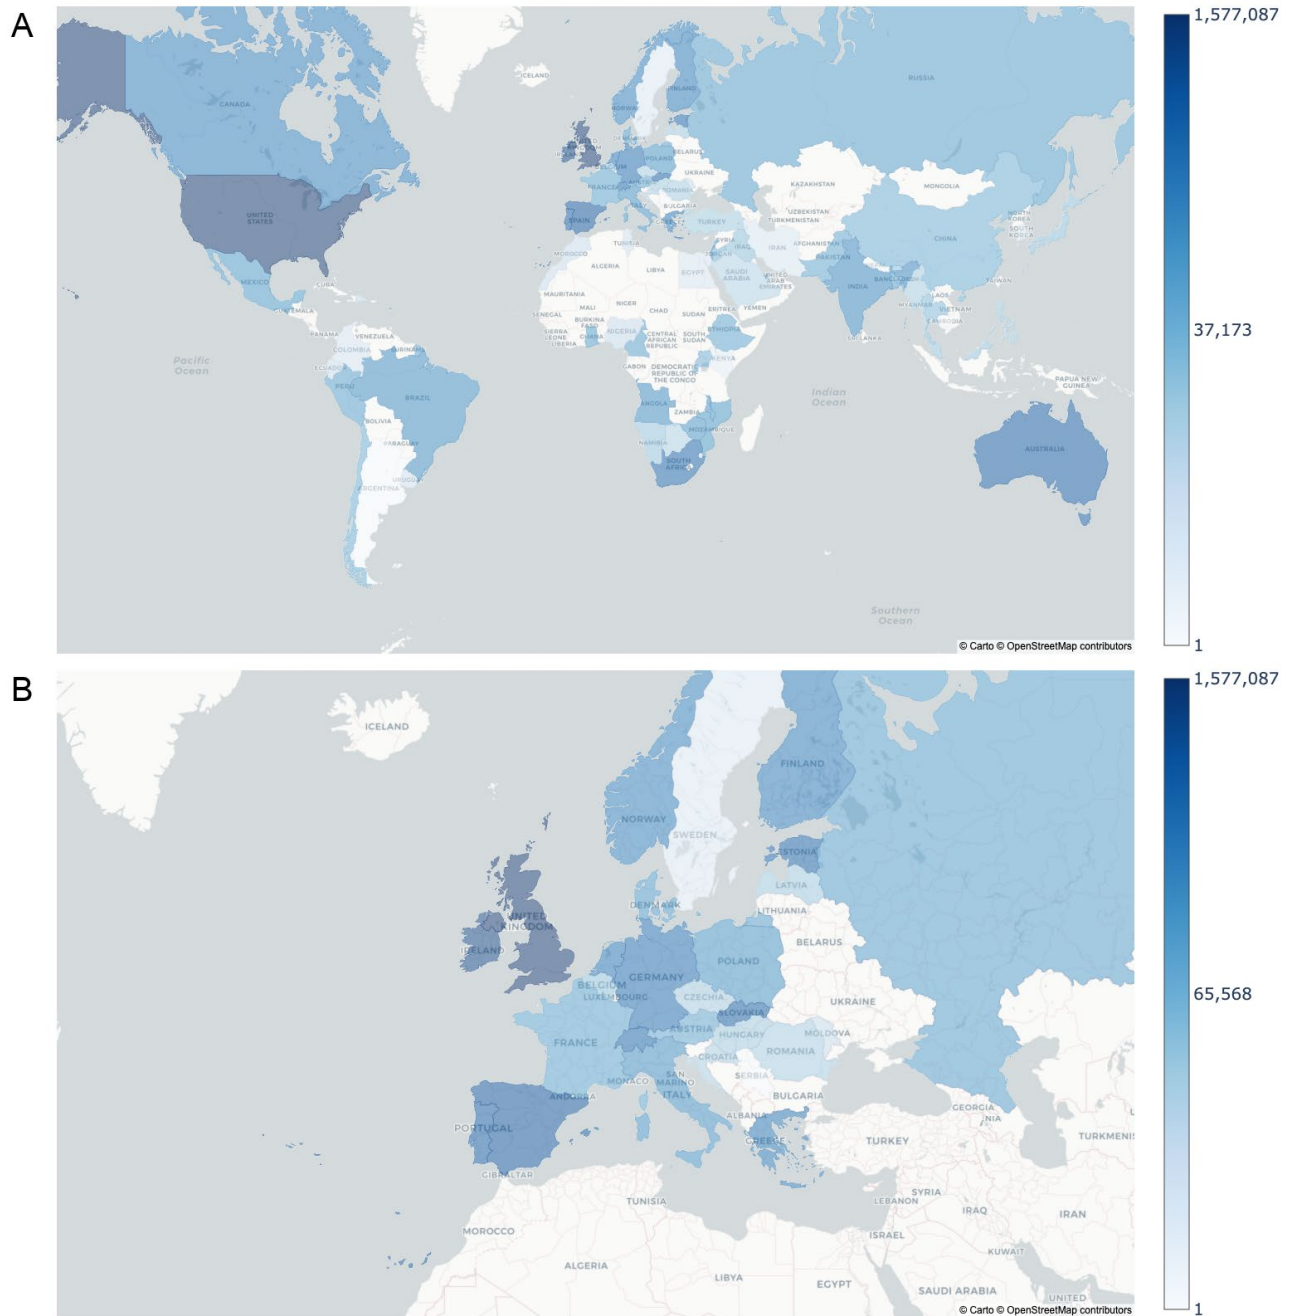 A
1,577,087
ICELAND
RUSSIA
CANADA
NORWAY
FINLAND
DENMARK
UNITED
KINGDOM
IRELAND
BELGIUM
POLAND
BELARUS
UKRAINE
FRANCE
ROMANIA
KAZAKHSTAN
MONGOLIA
BULGARIA
ITALY
SPAIN
GREECE
UZBEKISTAN
TURKMENISTAN
NORTH
KOREA
SOUTH
KOREA
UNITED
STATES
TURKEY
TUNISIA
SYRIA
IRAQ
IRAN
AFGHANISTAN
CHINA
MOROCCO
ALGERIA
LIBYA
EGYPT
JORDAN
PAKISTAN
SAUDI
ARABIA
UNITED
ARAB
EMIRATES
INDIA
BANGLADESH
TAIWAN
MEXICO
CUBA
MAURITANIA
MALI
NIGER
CHAD
SUDAN
ERITREA
YEMEN
MYANMAR
LAOS
VIETNAM
CAMBODIA
GUATEMALA
SENEGAL
BURKINA
FASO
NIGERIA
SIERRA
LEONE
LIBERIA
GHANA
CENTRAL
AFRICAN
REPUBLIC
SOUTH
SUDAN
ETHIOPIA
SRI LANKA
37,173
PANAMA
VENEZUELA
COLOMBIA
SURINAME
ECUADOR
GABON
DEMOCRATIC
REPUBLIC OF
THE CONGO
KENYA
Pacific
Ocean
PERU
BRAZIL
Indian
Ocean
PAPUA NEW
GUINEA
ANGOLA
ZAMBIA
BOLIVIA
MOZAMBIQUE
PARAGUAY
NAMIBIA
AUSTRALIA
SOUTH
AFRICA
URUGUAY
ARGENTINA
Southern
Ocean
© Carto © OpenStreetMap contributors
1
B
1,577,087
ICELAND
FINLAND
NORWAY
SWEDEN
ESTONIA
LATVIA
DENMARK
LITHUANIA
UNITED
KINGDOM
IRELAND
BELARUS
POLAND
GERMANY
BELGIUM
LUXEMBOURG
CZECHIA
65,568
UKRAINE
SLOVAKIA
AUSTRIA
HUNGARY
MOLDOVA
FRANCE
ROMANIA
CROATIA
SERBIA
SAN
MARINO
MONACO
ITALY
ANDORRA
BULGARIA
GEORGIA
ALBANIA
PORTUGAL
GREECE
TURKEY
GIBRALTAR
SYRIA
LEBANON
TUNISIA
IRAQ
IRAN
MOROCCO
ISRAEL
KUWAIT
ALGERIA
LIBYA
EGYPT
SAUDI ARABIA
UNITED
© Carto © OpenStreetMap contributors
1